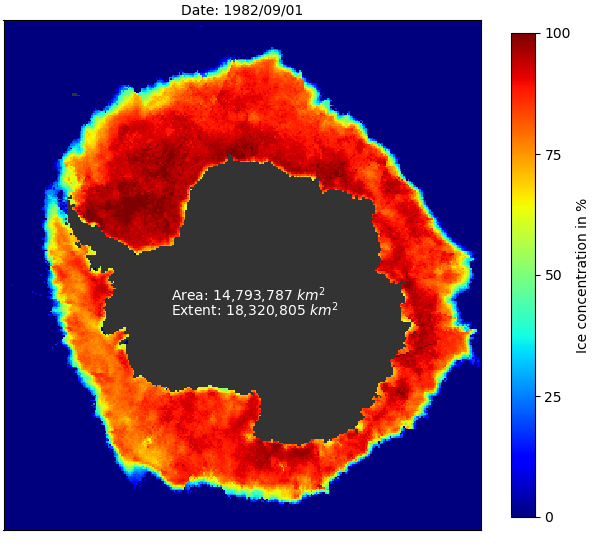 Date: 1982/09/01
100
75
50
25
0
Ice concentration in %
Area: 14,793,787 km²
Extent: 18,320,805 km²